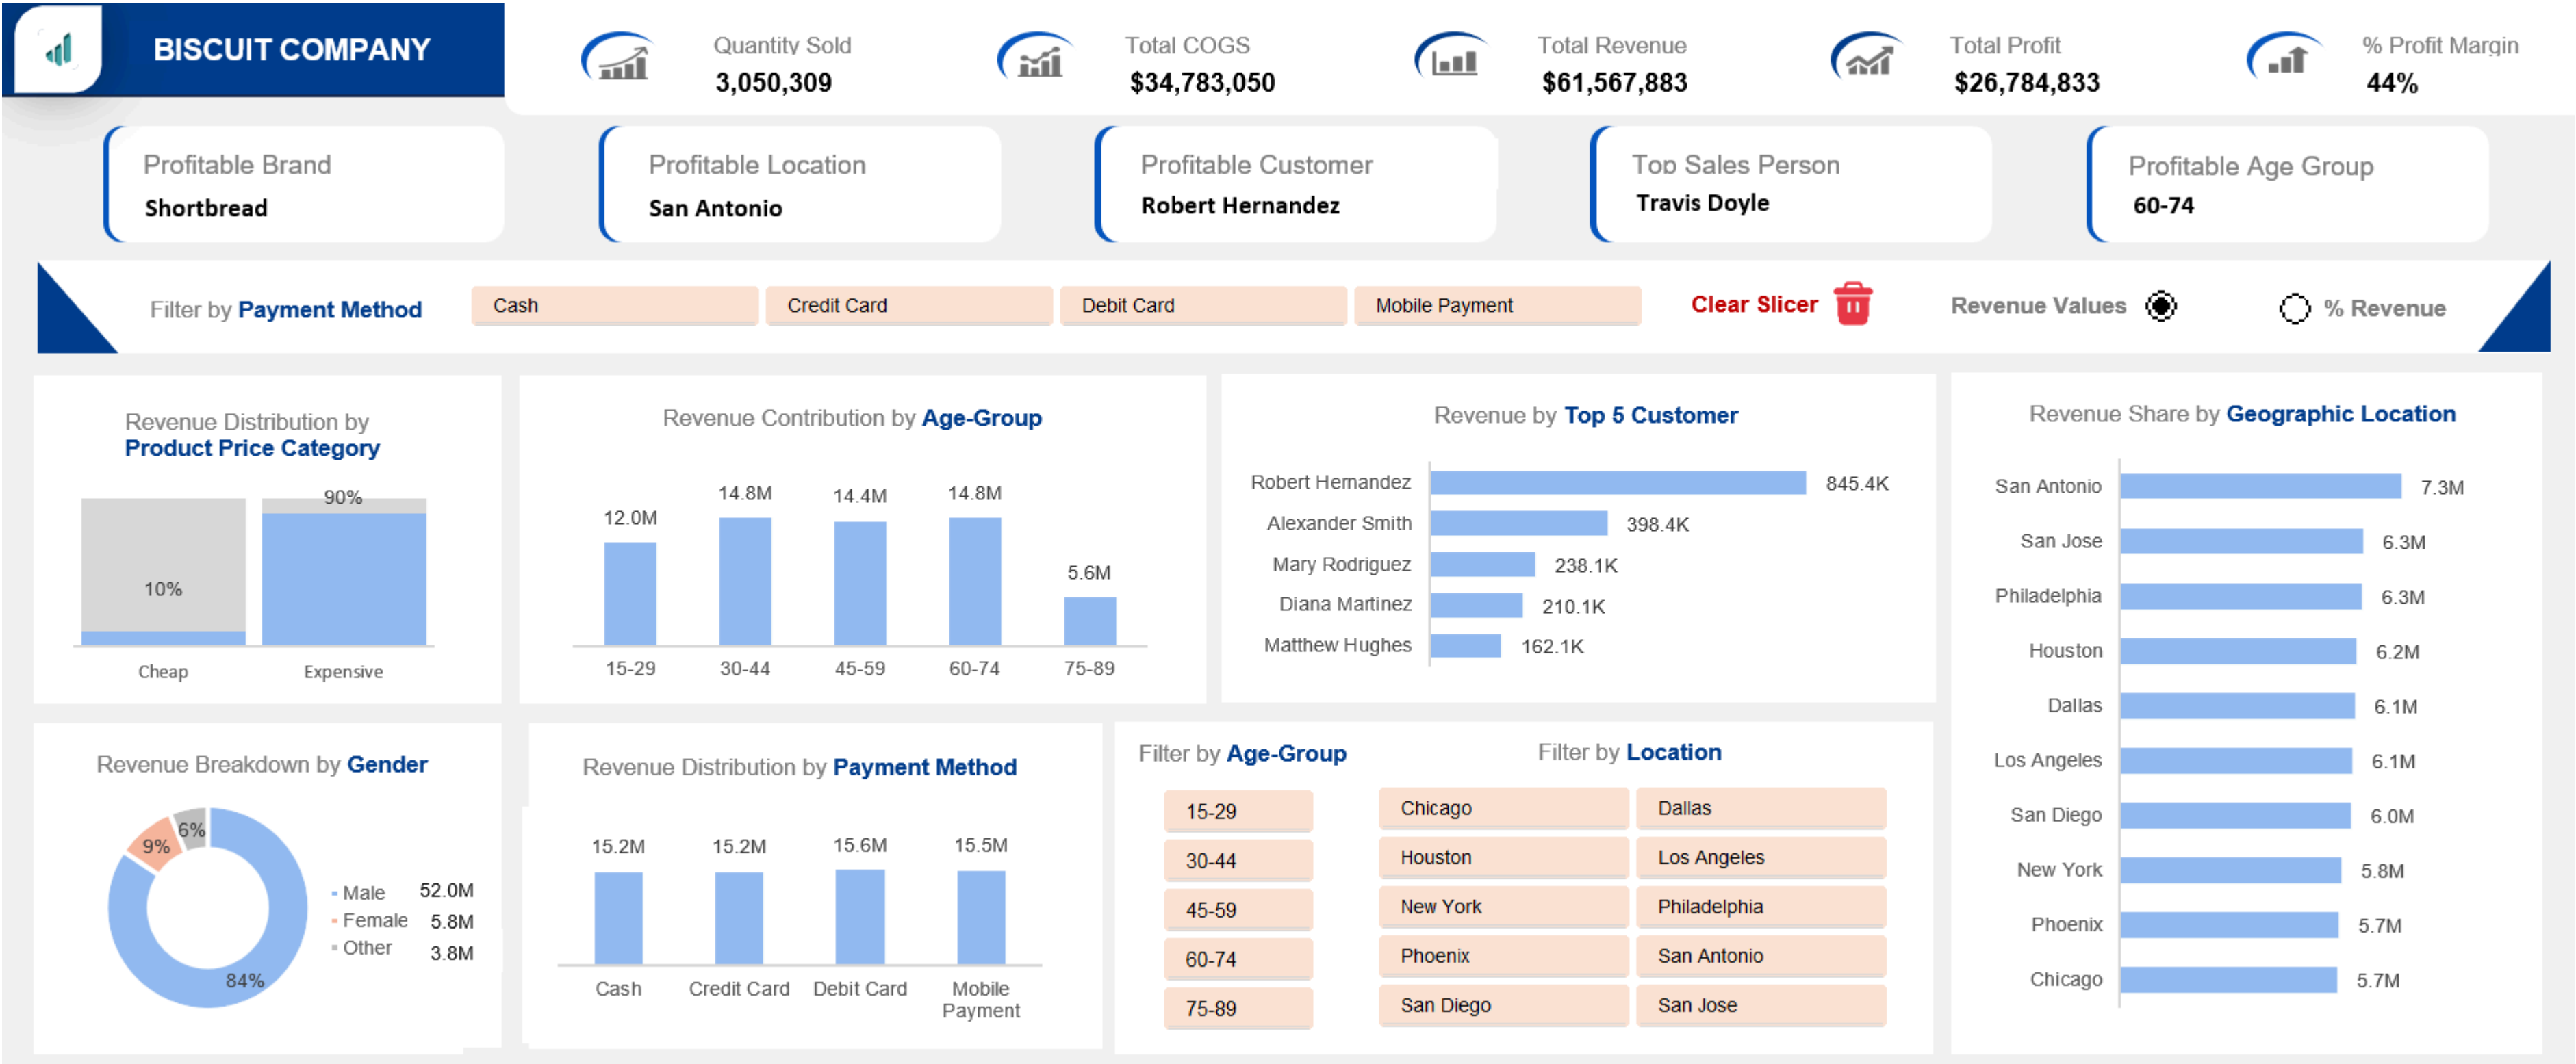 BISCUIT COMPANY
Quantity Sold
3,050,309
Total COGS
$34,783,050
Total Revenue
$61,567,883
Total Profit
$26,784,833
% Profit Margin
44%
Profitable Brand
Shortbread
Profitable Location
San Antonio
Profitable Customer
Robert Hernandez
Top Sales Person
Travis Doyle
Profitable Age Group
60-74
Filter by Payment Method
Cash
Credit Card
Debit Card
Mobile Payment
Clear Slicer
Revenue Values
% Revenue
Revenue Distribution by
Product Price Category
90%
10%
Cheap
Expensive
Revenue Contribution by Age-Group
12.0M
14.8M
14.4M
14.8M
5.6M
15-29
30-44
45-59
60-74
75-89
Revenue by Top 5 Customer
Robert Hernandez 845.4K
Alexander Smith 398.4K
Mary Rodriguez 238.1K
Diana Martinez 210.1K
Matthew Hughes 162.1K
Revenue Share by Geographic Location
San Antonio 7.3M
San Jose 6.3M
Philadelphia 6.3M
Houston 6.2M
Dallas 6.1M
Los Angeles 6.1M
San Diego 6.0M
New York 5.8M
Phoenix 5.7M
Chicago 5.7M
Revenue Breakdown by Gender
6%
9%
84%
Male 52.0M
Female 5.8M
Other 3.8M
Revenue Distribution by Payment Method
15.2M
15.2M
15.6M
15.5M
Cash
Credit Card
Debit Card
Mobile
Payment
Filter by Age-Group
15-29
30-44
45-59
60-74
75-89
Filter by Location
Chicago
Dallas
Houston
Los Angeles
New York
Philadelphia
Phoenix
San Antonio
San Diego
San Jose